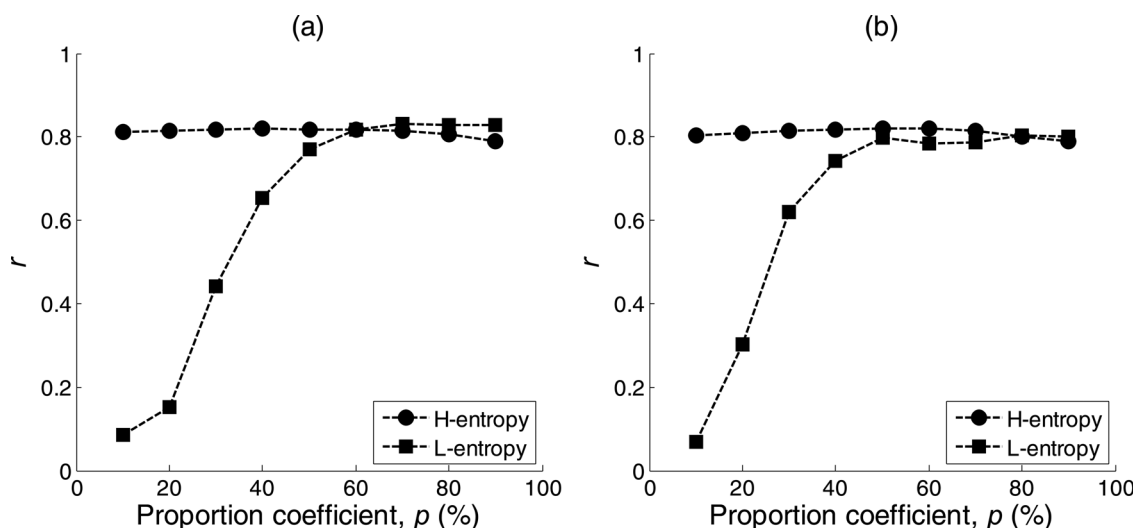 (a)
1
0.8
0.6
0.4
0.2
0
r
0 20 40 60 80 100
Proportion coefficient, p (%)
H-entropy
L-entropy
(b)
1
0.8
0.6
0.4
0.2
0
r
0 20 40 60 80 100
Proportion coefficient, p (%)
H-entropy
L-entropy